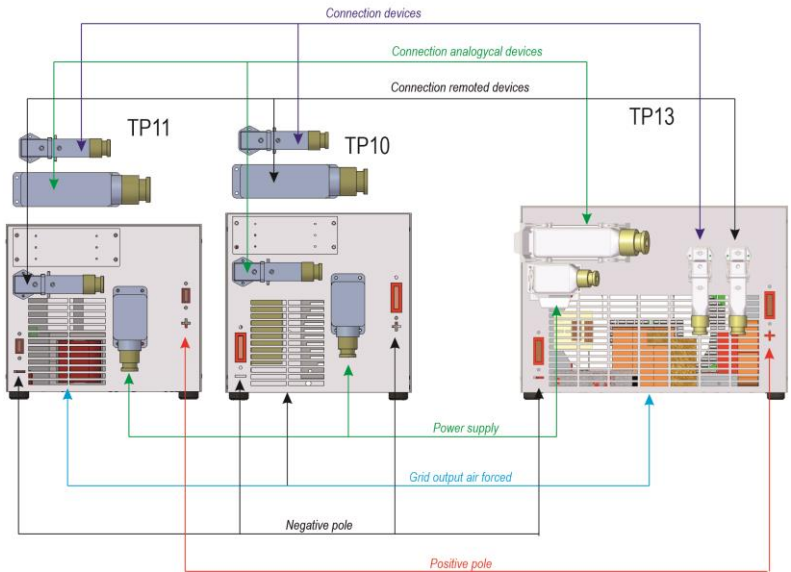 Connection devices
Connection analogycal devices
Connection remoted devices
TP11
TP10
TP13
Power supply
Grid output air forced
Negative pole
Positive pole